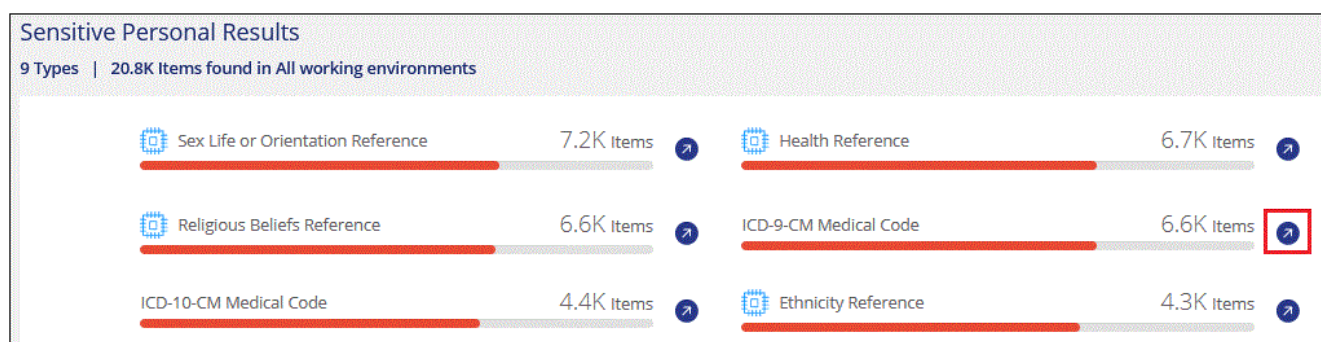 Sensitive Personal Results
9 Types | 20.8K Items found in All working environments
Sex Life or Orientation Reference 7.2K Items
Health Reference 6.7K Items
Religious Beliefs Reference 6.6K Items
ICD-9-CM Medical Code 6.6K Items
ICD-10-CM Medical Code 4.4K Items
Ethnicity Reference 4.3K Items